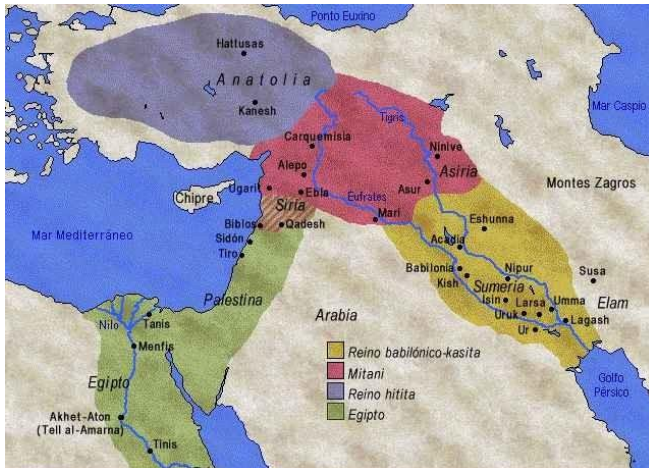 Ponto Euxino
Hattusas
Anatolia
Kanesh
Mar Caspio
Tigris
Carquemisia
Ninive
Alepo
Asiria
Montes Zagros
Ugarit
Ebla
Asur
Chipre
Siria
Eufrates
Mari
Eshunna
Biblos
Qadesh
Mar Mediterráneo
Sidón
Acadia
Tiro
Babilonia
Nipur
Susa
Kish
Sumeria
Palestina
Isin
Larsa
Umma
Elam
Nilo
Tanis
Arabia
Uruk
Lagash
Ur
Menfis
Reino babilónico-kasita
Mitani
Egipto
Reino hitita
Golfo
Pérsico
Akhet-Aton
(Tell al-Amarna)
Egipto
Tinis